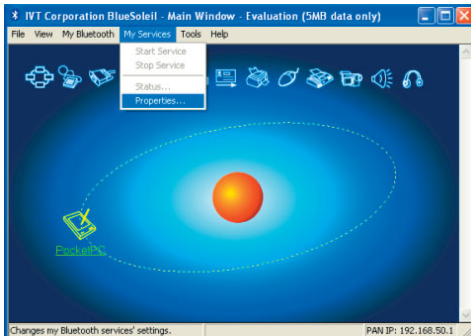 IVT Corporation BlueSoleil - Main Window - Evaluation (5MB data only)
File View My Bluetooth My Services Tools Help
Start Service
Stop Service
Status...
Properties...
PocketPC
Changes my Bluetooth services' settings. PAN IP: 192.168.50.1